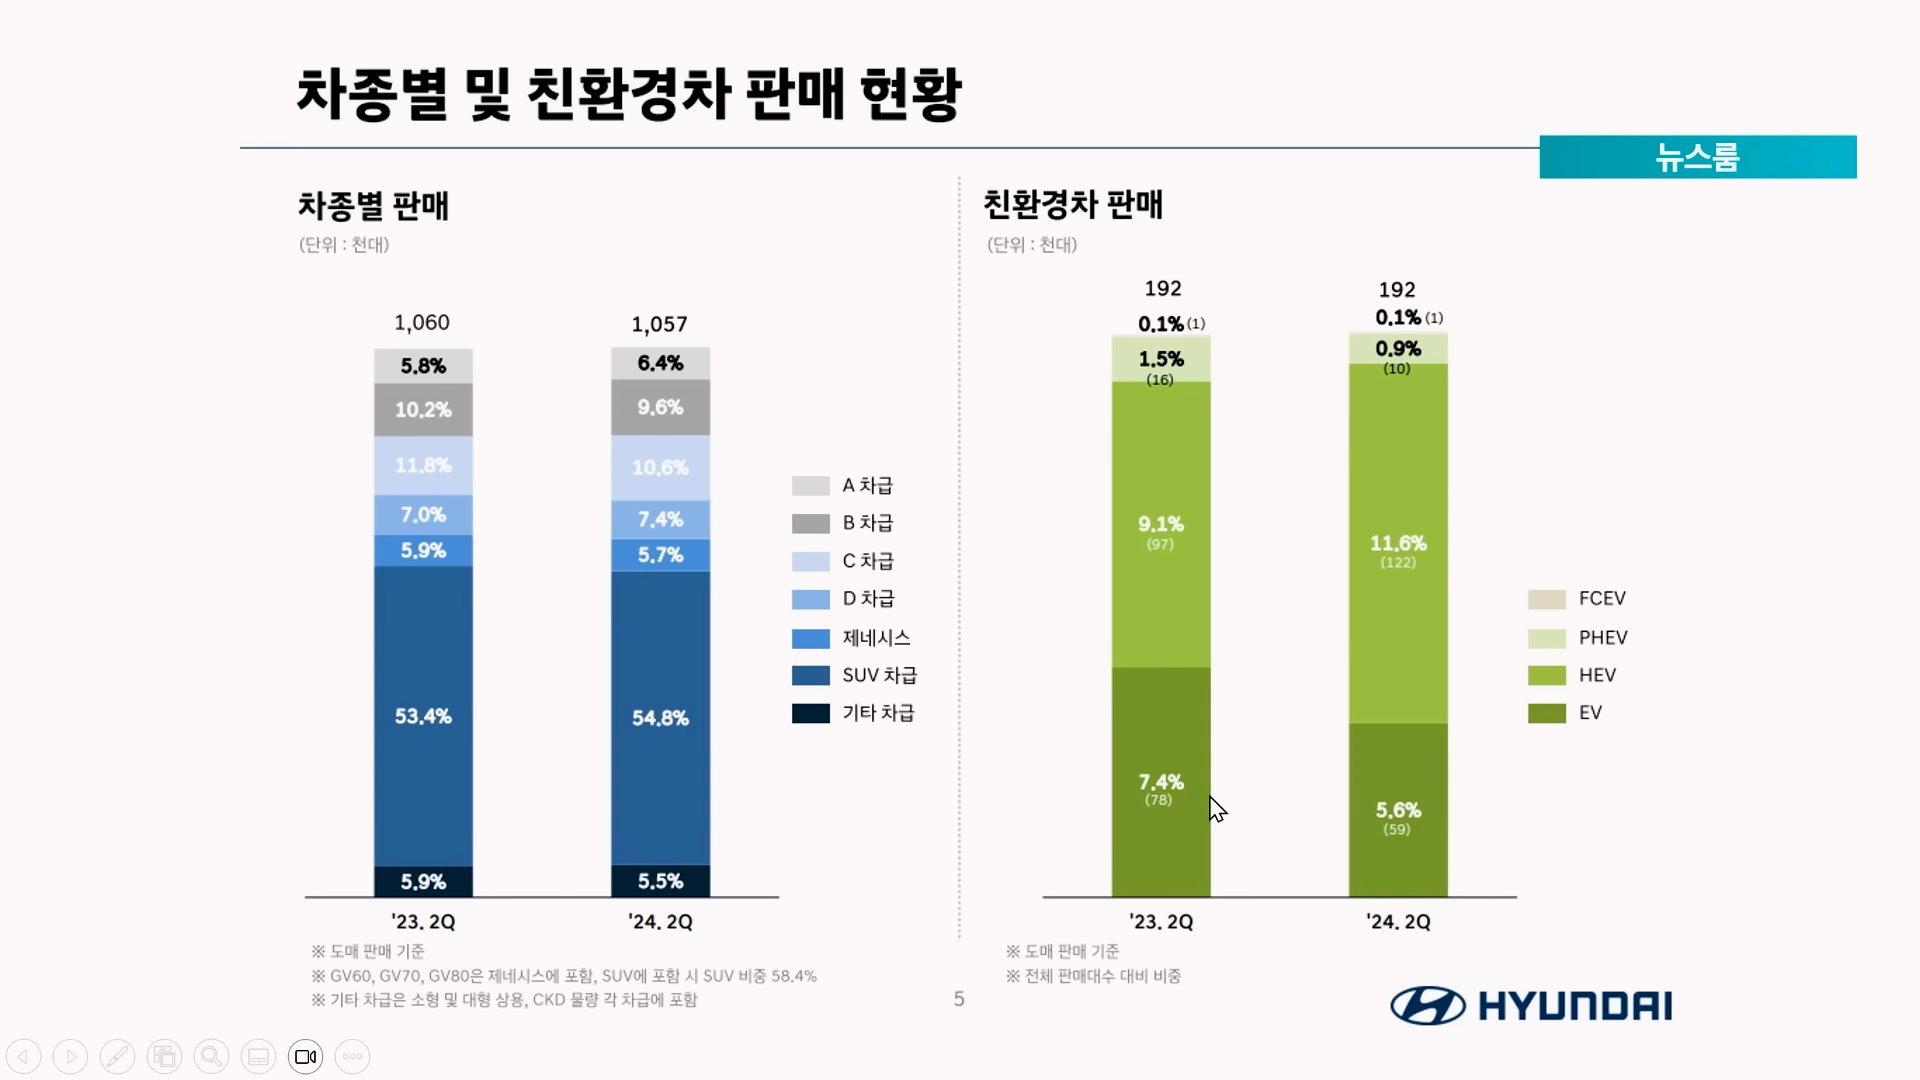 차종별 및 친환경차 판매 현황
뉴스룸
차종별 판매
(단위 : 천대)
1,060
1,057
5.8%
6.4%
10.2%
9.6%
11.8%
10.6%
7.0%
7.4%
5.9%
5.7%
53.4%
54.8%
5.9%
5.5%
'23. 2Q
'24. 2Q
A 차급
B 차급
C 차급
D 차급
제네시스
SUV 차급
기타 차급
※ 도매 판매 기준
※ GV60, GV70, GV80은 제네시스에 포함, SUV에 포함 시 SUV 비중 58.4%
※ 기타 차급은 소형 및 대형 상용, CKD 물량 각 차급에 포함
친환경차 판매
(단위 : 천대)
192
192
0.1% (1)
0.1% (1)
1.5%
(16)
0.9%
(10)
9.1%
(97)
11.6%
(122)
7.4%
(78)
5.6%
(59)
'23. 2Q
'24. 2Q
FCEV
PHEV
HEV
EV
※ 도매 판매 기준
※ 전체 판매대수 대비 비중
5
HYUNDAI